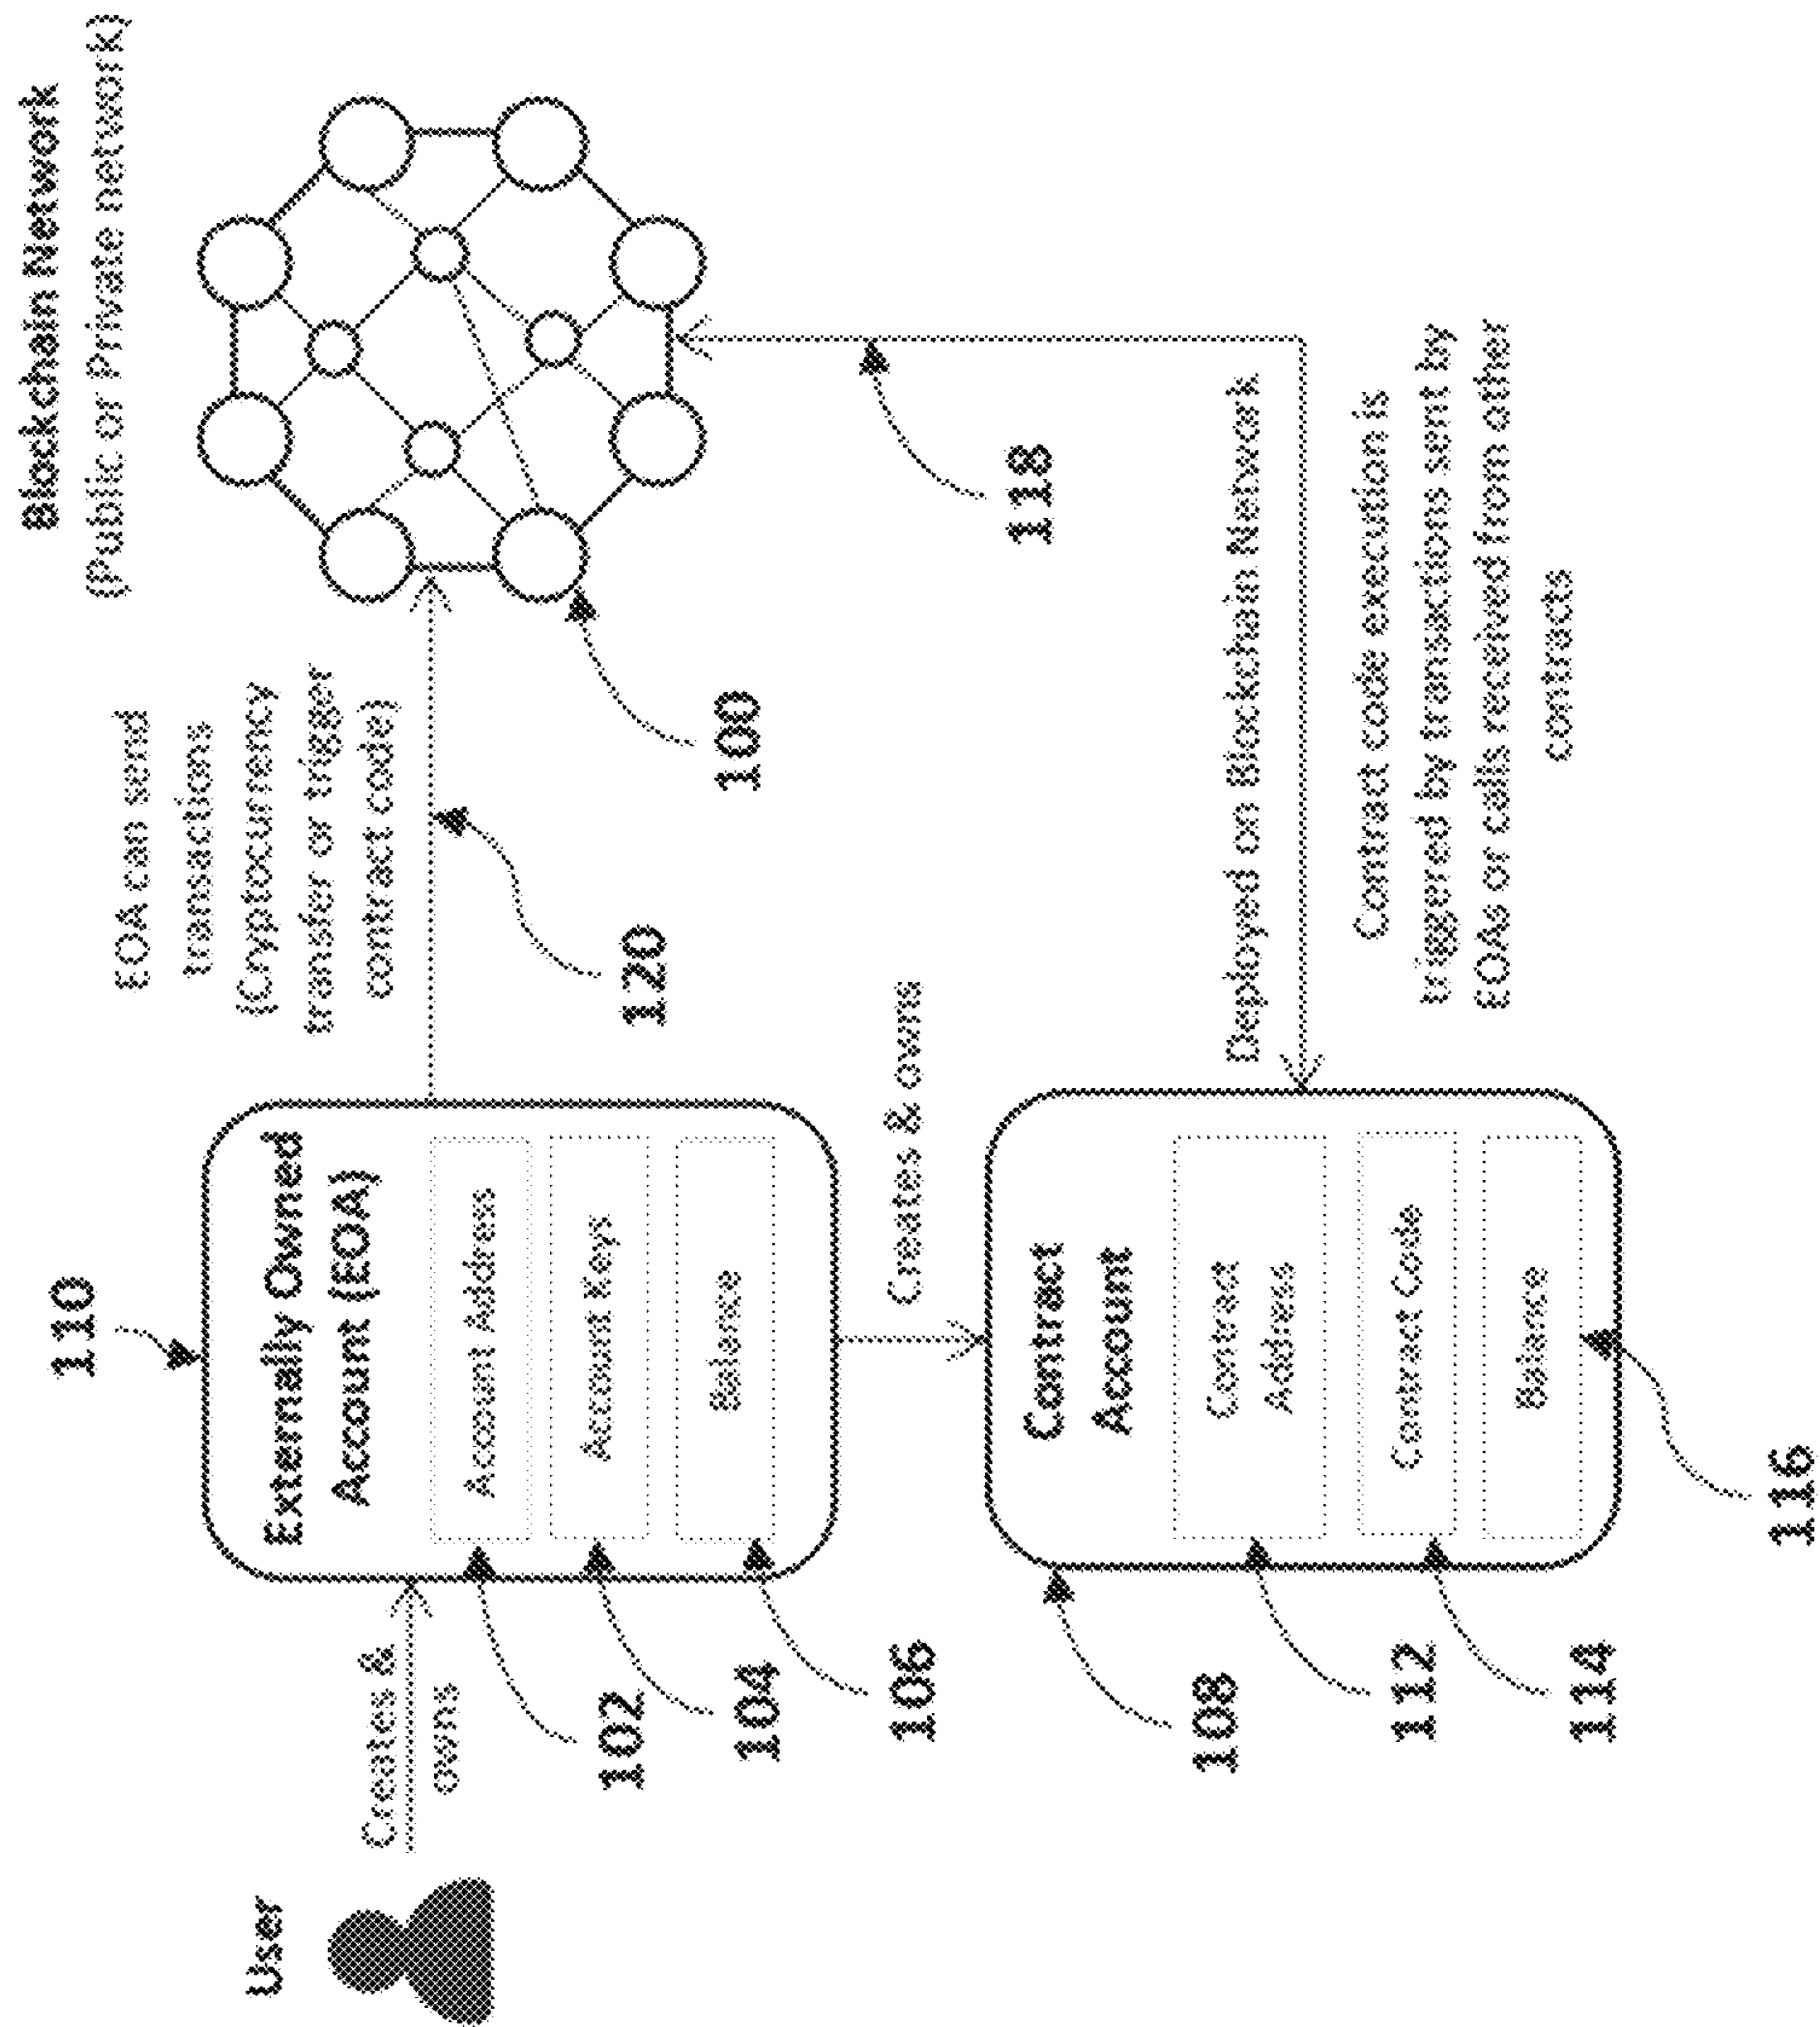 User
Creates &
owns
110
Externally Owned
Account (EOA)
Account Address
Account Keys
Balance
102
104
106
EOA can send
transactions
(Cryptocurrency
transfer or trigger
contract code)
120
Blockchain Network
(Public or Private network)
100
Creates & owns
118
Contract
Account
Contract
Address
Contract Code
Balance
108
112
114
116
Deployed on Blockchain Network
Contract code execution is
triggered by transactions sent by
EOAs or calls received from other
contracts